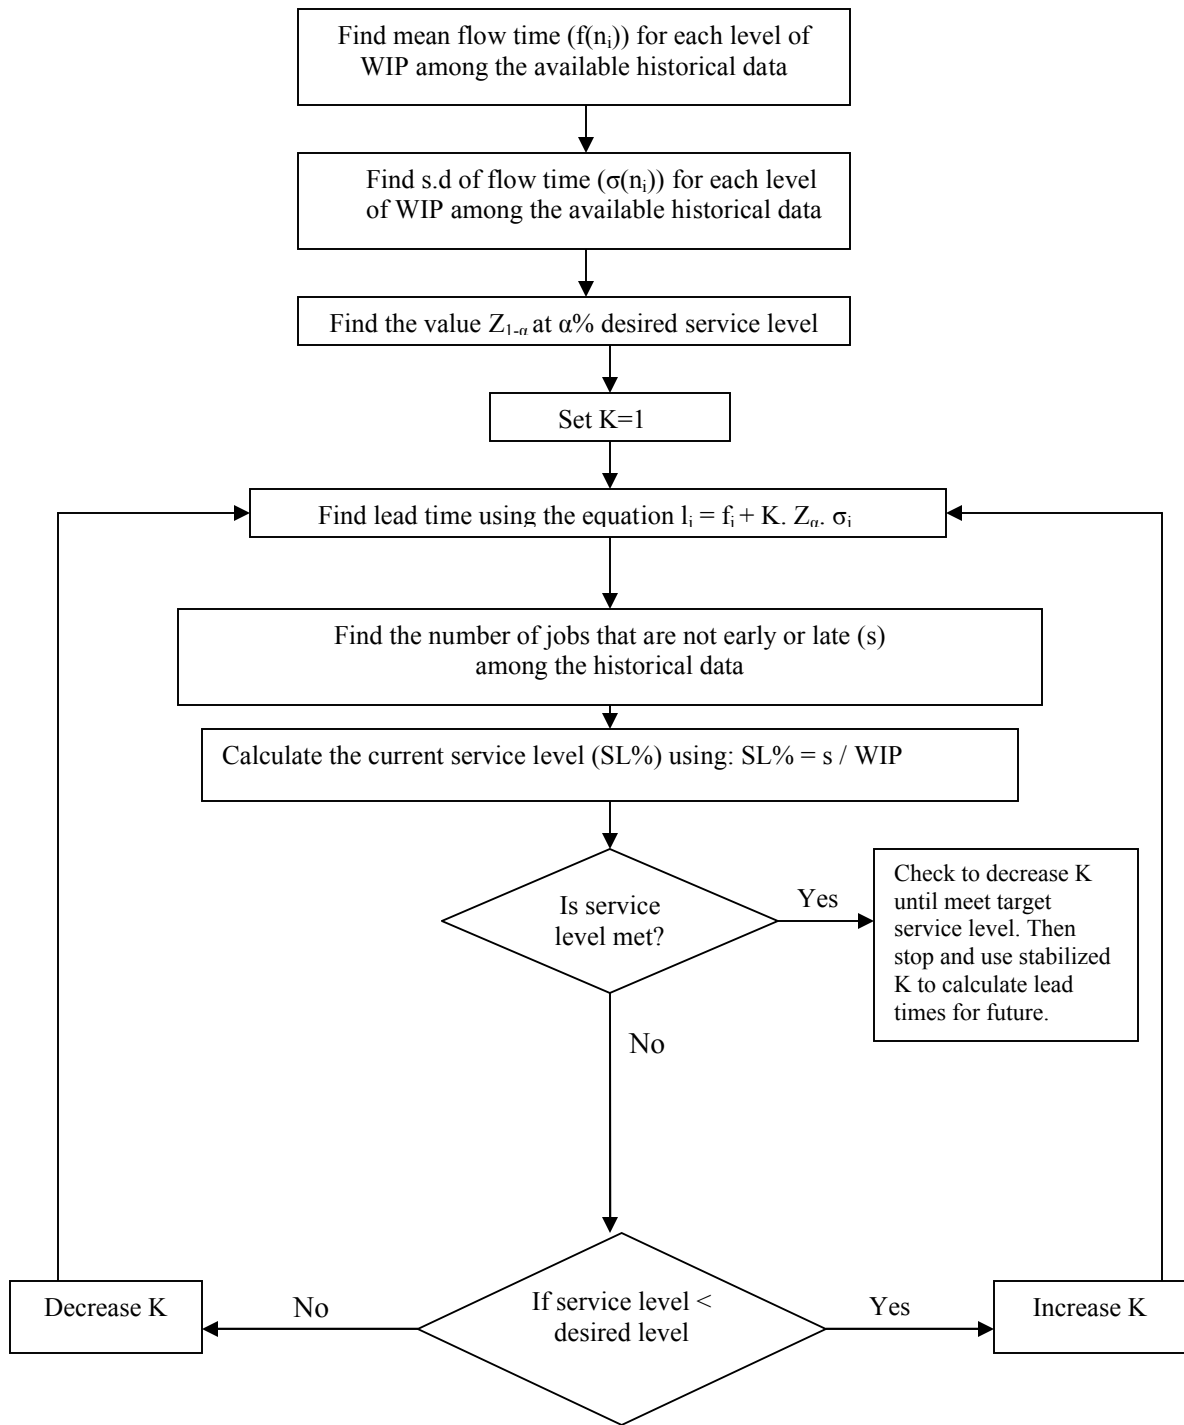 Find mean flow time (f(nᵢ)) for each level of
WIP among the available historical data
Find s.d of flow time (σ(nᵢ)) for each level
of WIP among the available historical data
Find the value Z₁₋α at α% desired service level
Set K=1
Find lead time using the equation lᵢ = fᵢ + K. Zα. σᵢ
Find the number of jobs that are not early or late (s)
among the historical data
Calculate the current service level (SL%) using: SL% = s / WIP
Is service
level met?
Yes
Check to decrease K
until meet target
service level. Then
stop and use stabilized
K to calculate lead
times for future.
No
If service level <
desired level
No
Decrease K
Yes
Increase K